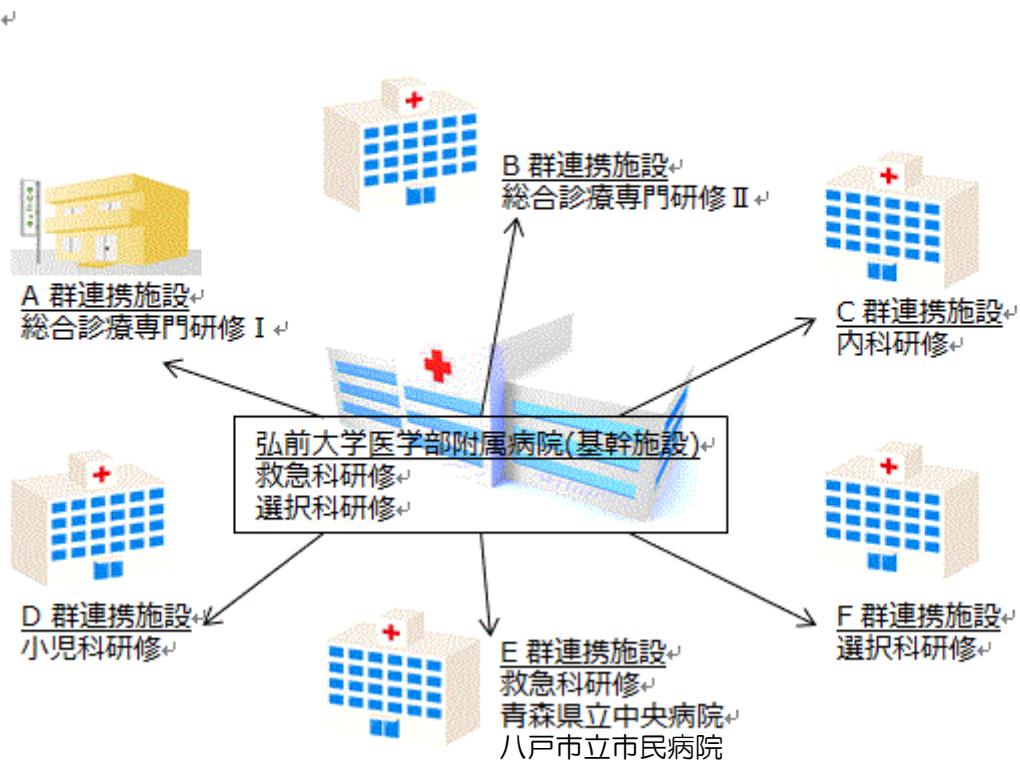 B 群連携施設
総合診療専門研修Ⅱ
A 群連携施設
総合診療専門研修Ⅰ
C 群連携施設
内科研修
弘前大学医学部附属病院(基幹施設)
救急科研修
選択科研修
D 群連携施設
小児科研修
E 群連携施設
救急科研修
青森県立中央病院
八戸市立市民病院
F 群連携施設
選択科研修